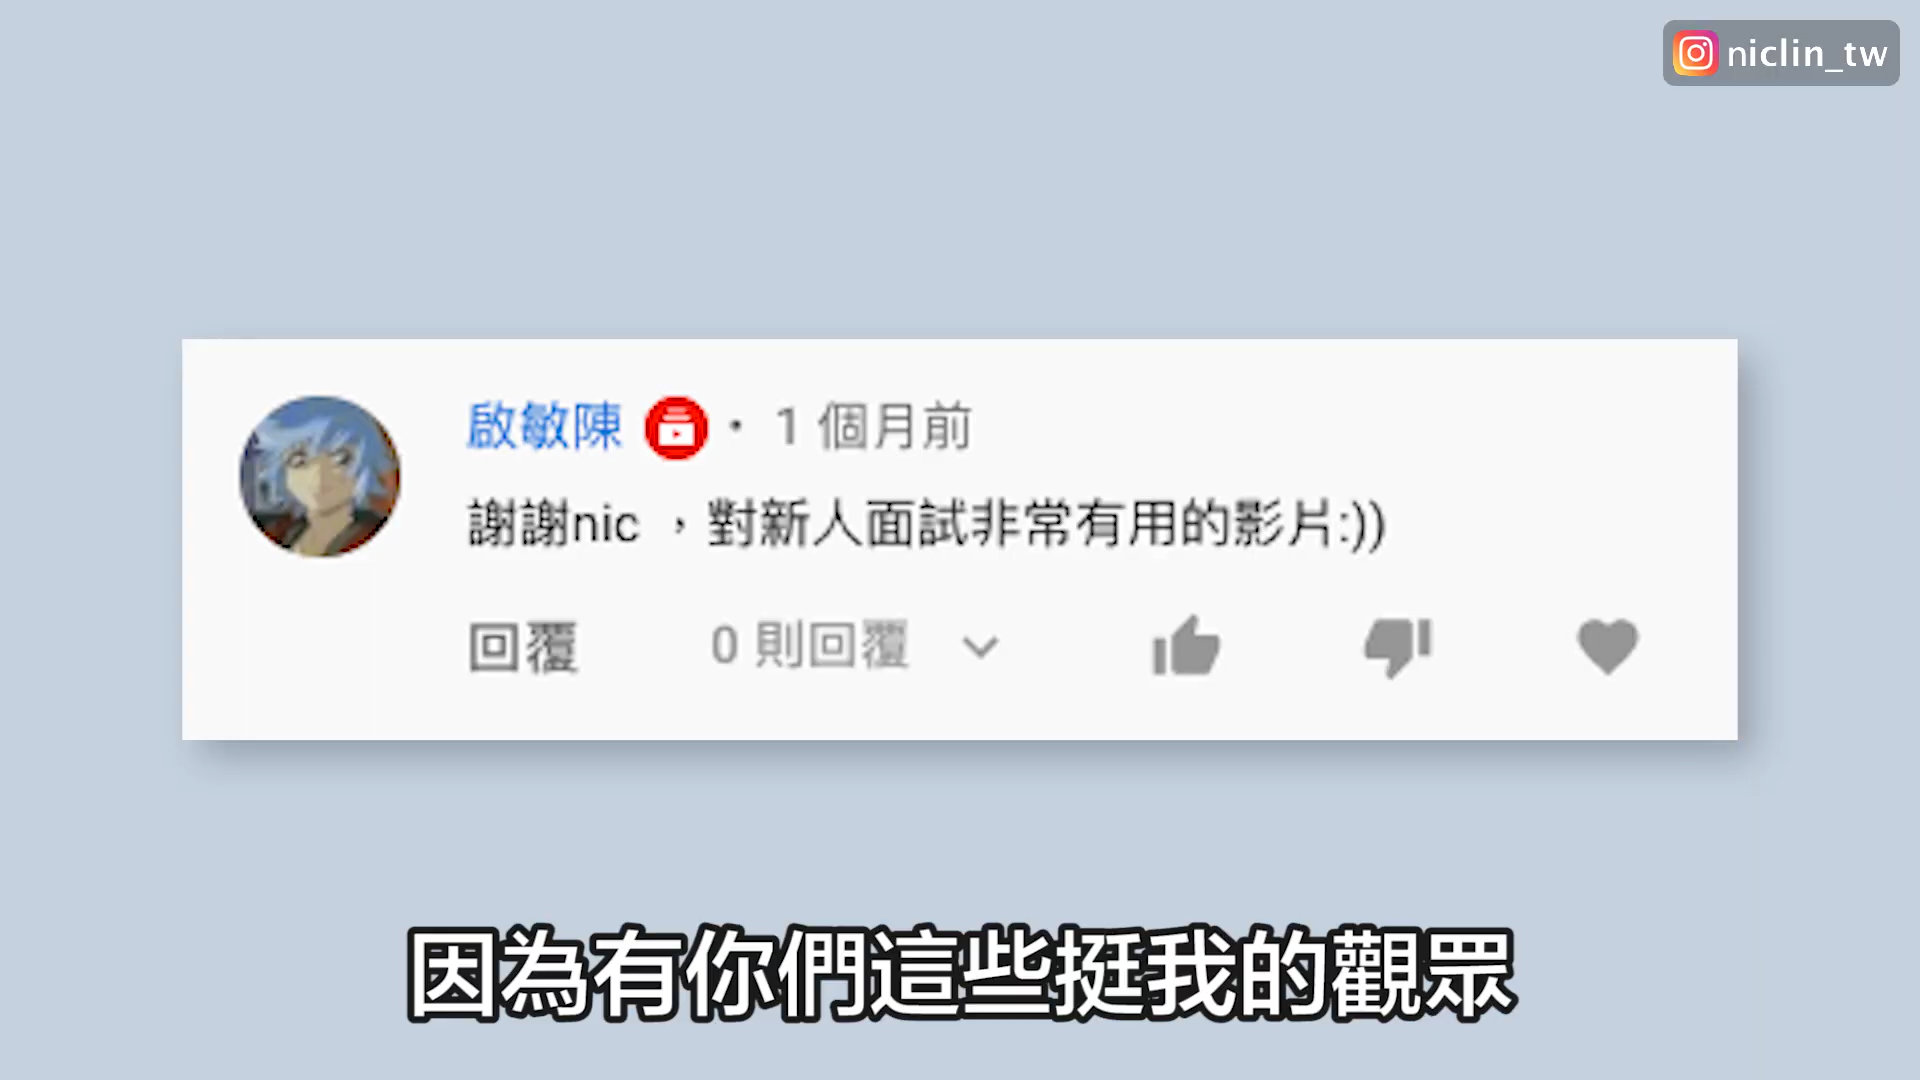 niclin_tw
啟敏陳 • 1 個月前
謝謝nic ，對新人面試非常有用的影片:))
回覆 0 則回覆
因為有你們這些挺我的觀眾